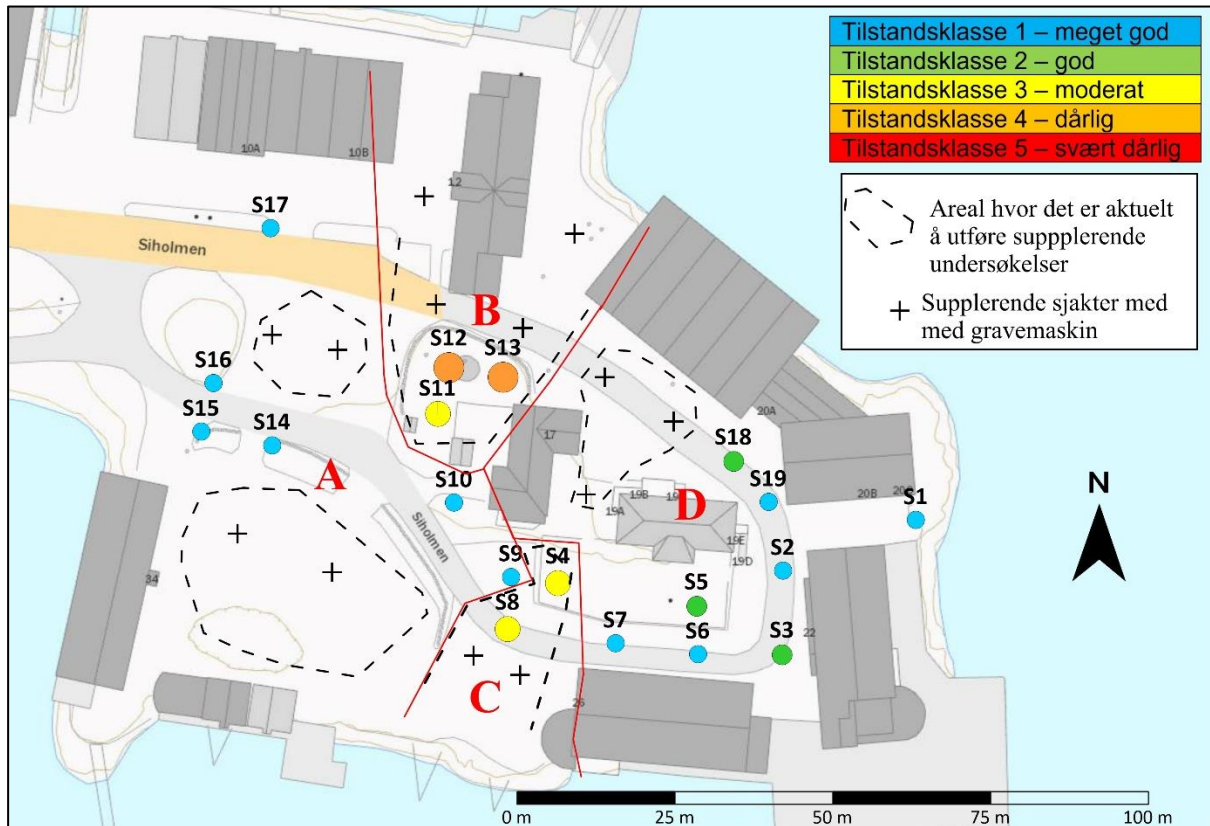 Tilstandsklasse 1 – meget god
Tilstandsklasse 2 – god
Tilstandsklasse 3 – moderat
Tilstandsklasse 4 – dårlig
Tilstandsklasse 5 – svært dårlig
Areal hvor det er aktuelt
å utføre suppplerende
undersøkelser
Supplerende sjakter med
med gravemaskin
10A
10B
12
S17
Siholmen
B
S12
S13
S16
S11
S15
S14
17
20A
S18
A
S10
19B
19
D
S19
20B
20
S1
19A
Siholmen
N
19E
19D
S9
S4
S2
34
S5
S8
S7
S6
S3
22
C
26
0 m
25 m
50 m
75 m
100 m